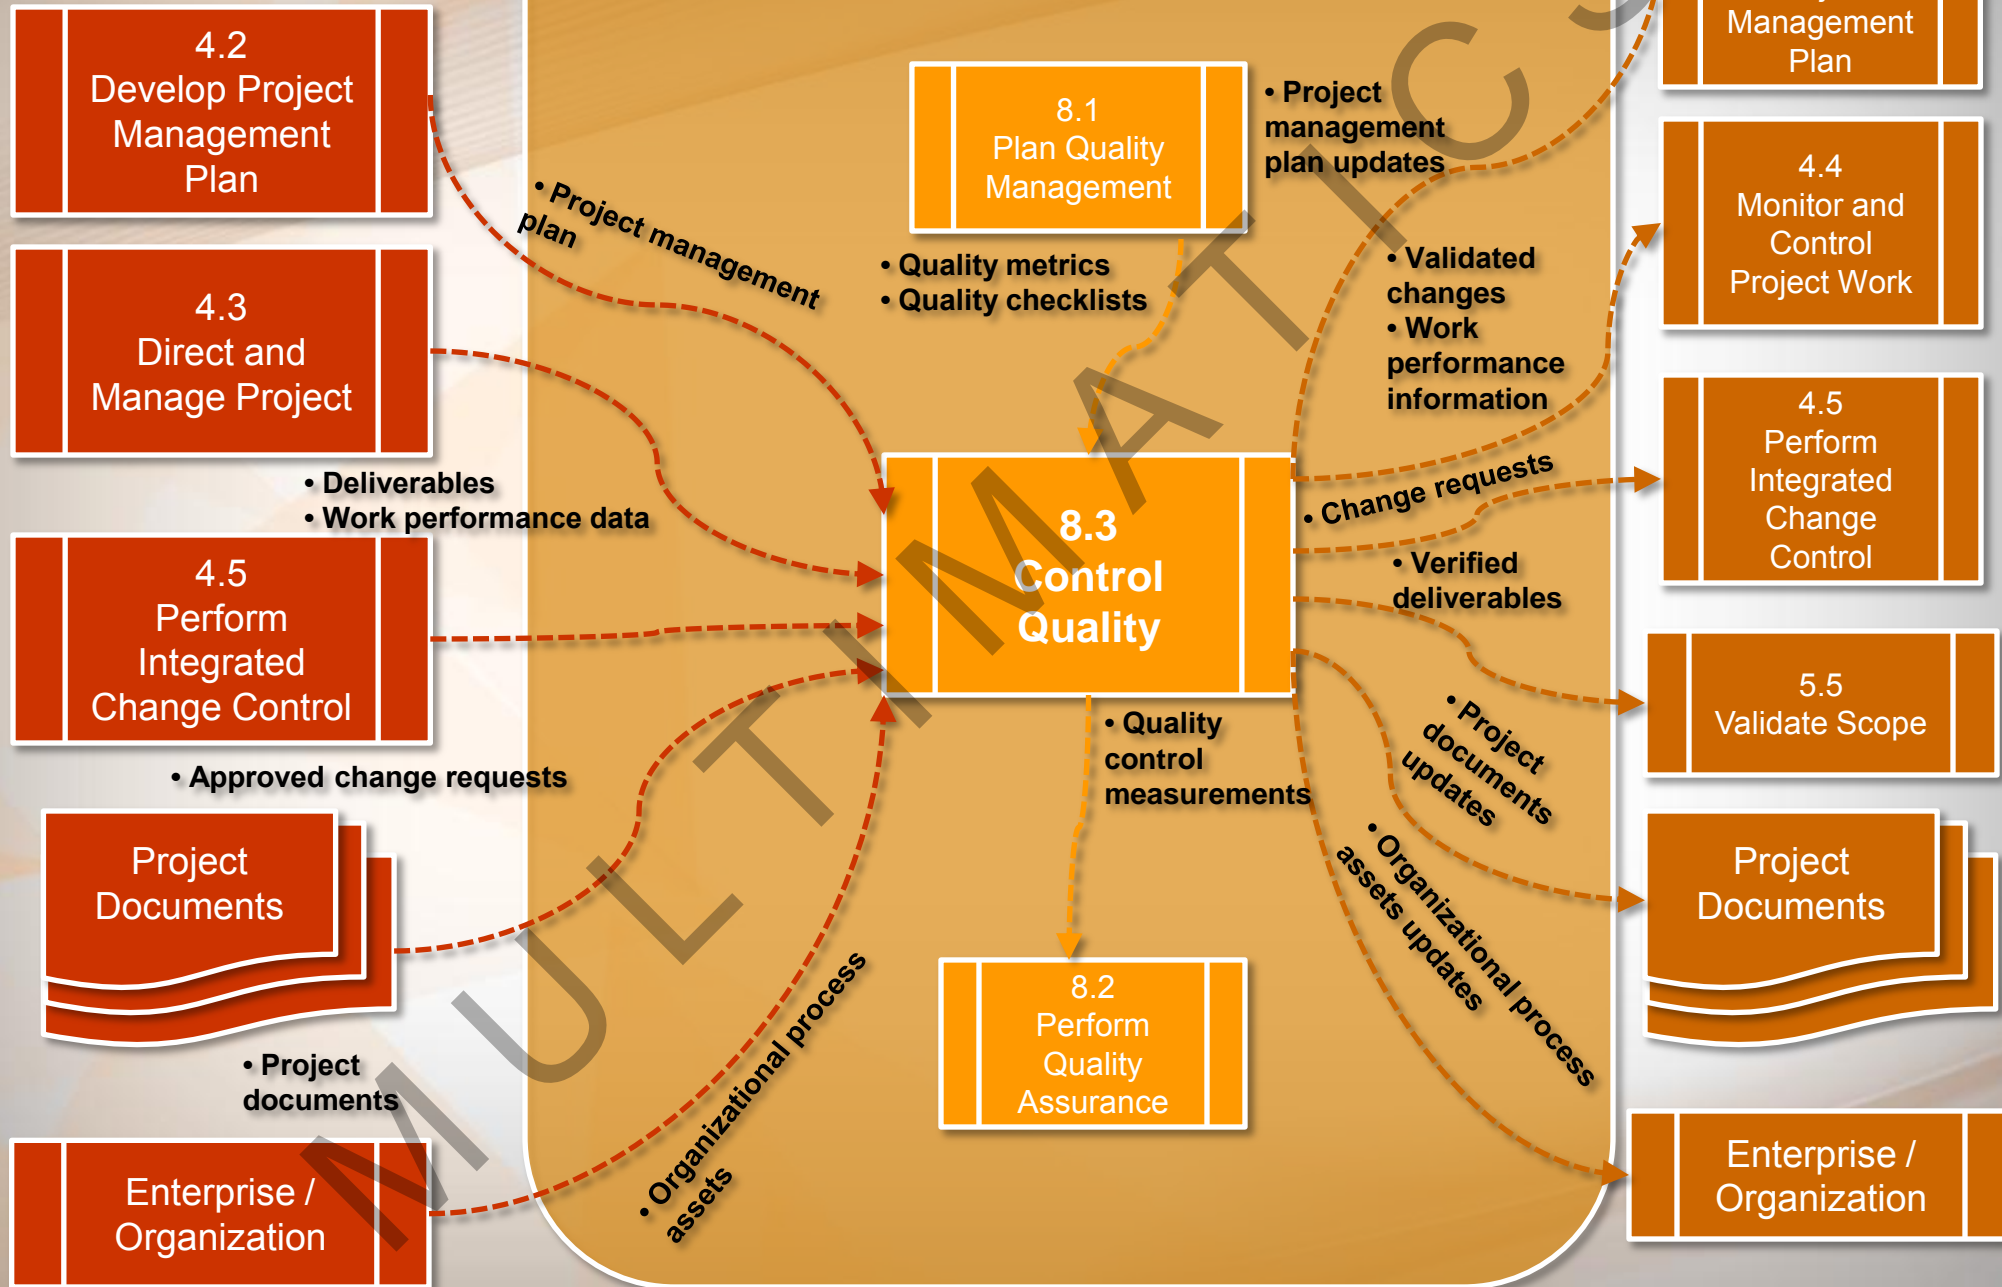 4.2
Develop Project
Management
Plan
• Project management
plan
4.3
Direct and
Manage Project
• Deliverables
• Work performance data
4.5
Perform
Integrated
Change Control
• Approved change requests
Project
Documents
• Project
documents
Enterprise /
Organization
• Organizational process
assets
8.1
Plan Quality
Management
• Quality metrics
• Quality checklists
8.3
Control
Quality
• Quality
control
measurements
8.2
Perform
Quality
Assurance
• Project
management
plan updates
• Validated
changes
• Work
performance
information
• Change requests
• Verified
deliverables
• Project
documents
updates
• Organizational process
assets updates
Management
Plan
4.4
Monitor and
Control
Project Work
4.5
Perform
Integrated
Change
Control
5.5
Validate Scope
Project
Documents
Enterprise /
Organization
MULTIMATICS